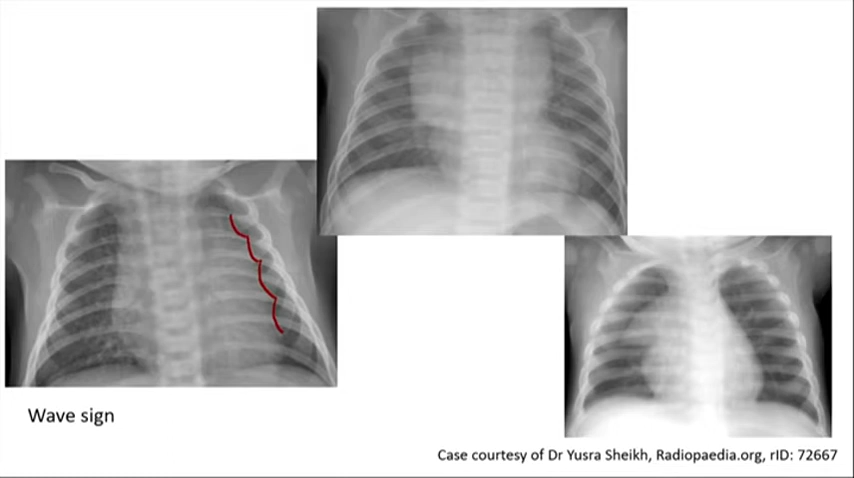 Wave sign
Case courtesy of Dr Yusra Sheikh, Radiopaedia.org, rID: 72667